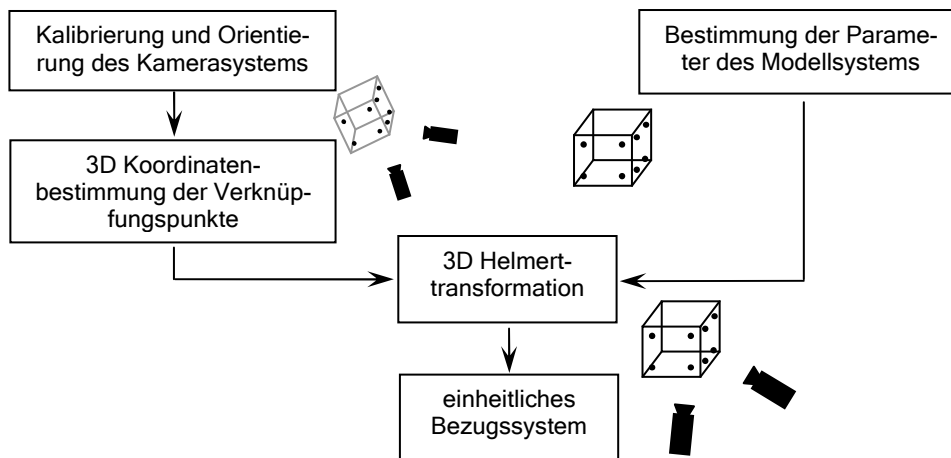 Kalibrierung und Orientie-
rung des Kamerasystems
Bestimmung der Parame-
ter des Modellsystems
3D Koordinaten-
bestimmung der Verknüp-
fungspunkte
3D Helmert-
transformation
einheitliches
Bezugssystem